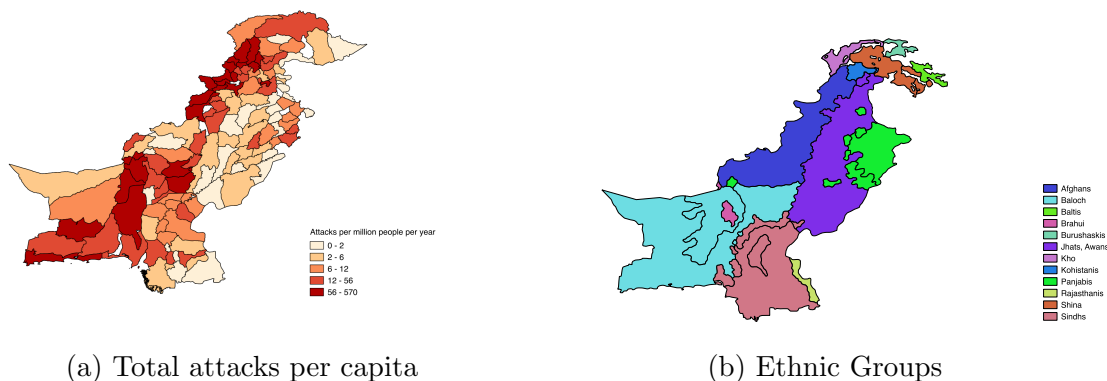 Attacks per million people per year
0 - 2
2 - 6
6 - 12
12 - 56
56 - 570
Afghans
Baloch
Baltis
Brahui
Burushaskis
Jhats, Awans
Kho
Kohistanis
Panjabis
Rajasthanis
Shina
Sindhs
(a) Total attacks per capita
(b) Ethnic Groups